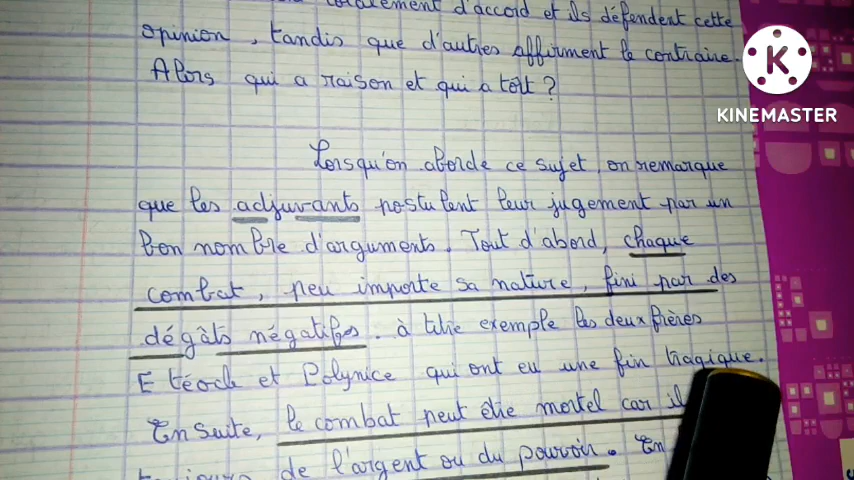 totalement d'accord et ils défendent cette
opinion, tandis que d'autres affirment le contraire.
Alors qui a raison et qui a tort ?
KINEMASTER
Lorsqu'on aborde ce sujet, on remarque
que les adjuvants postulent leur jugement par un
bon nombre d'arguments. Tout d'abord, chaque
combat, peu importe sa nature, fini par des
dégâts négatifs. à titre exemple les deux frères
Etéocle et Polynice qui ont eu une fin tragique.
Ensuite, le combat peut être mortel car il
de l'argent ou du pouvoir. En